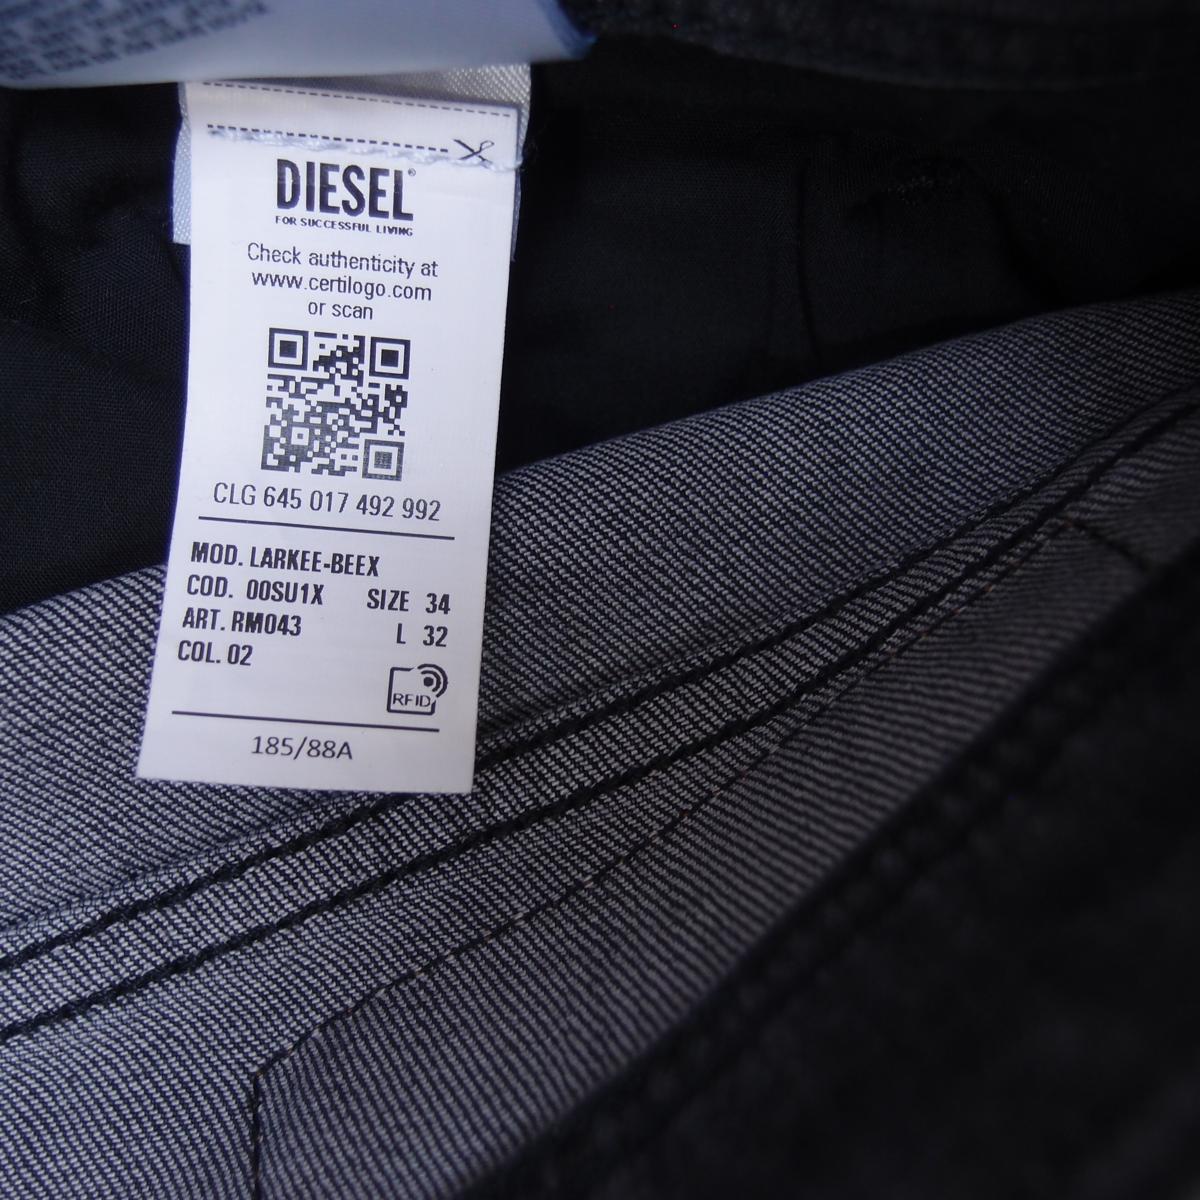 DIESEL®
FOR SUCCESSFUL LIVING
Check authenticity at
www.certilogo.com
or scan
CLG 645 017 492 992
MOD. LARKEE-BEEX
COD. 00SU1X SIZE 34
ART. RM043 L 32
COL. 02
RFID
185/88A